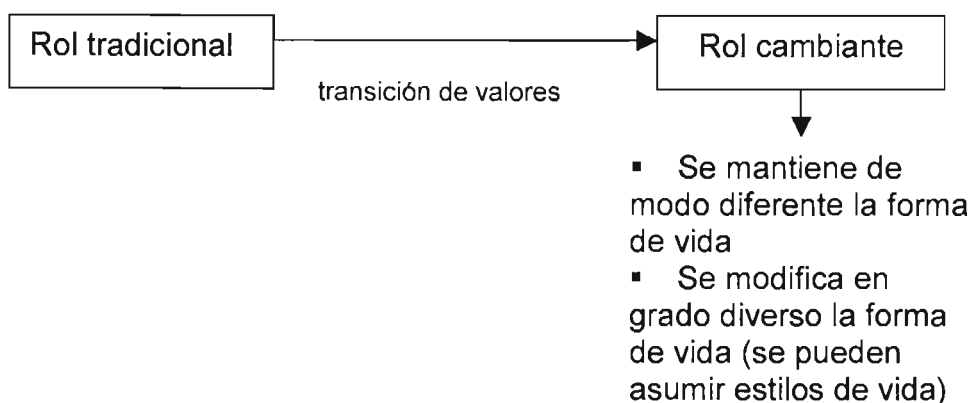 Rol tradicional
Rol cambiante
transición de valores
▪ Se mantiene de
modo diferente la forma
de vida
▪ Se modifica en
grado diverso la forma
de vida (se pueden
asumir estilos de vida)